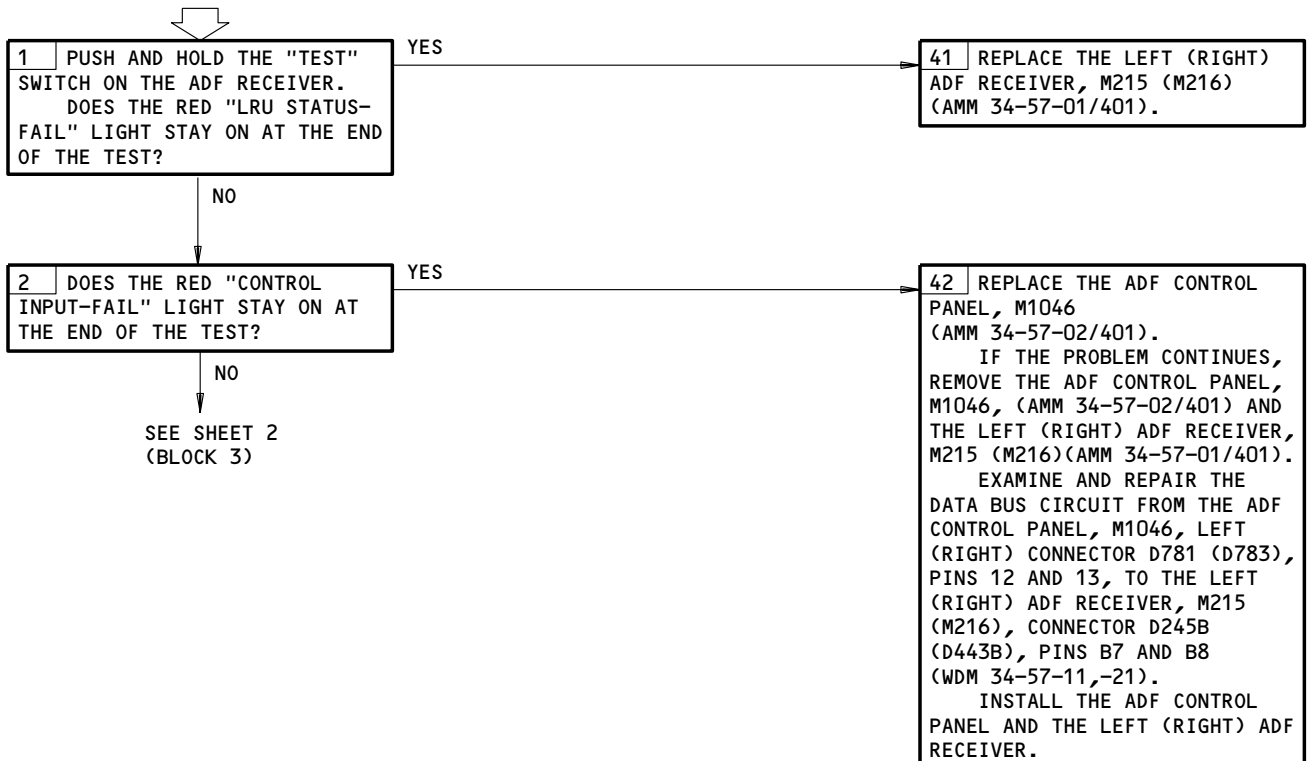 1 PUSH AND HOLD THE "TEST"
SWITCH ON THE ADF RECEIVER.
DOES THE RED "LRU STATUS-
FAIL" LIGHT STAY ON AT THE END
OF THE TEST?
YES
41 REPLACE THE LEFT (RIGHT)
ADF RECEIVER, M215 (M216)
(AMM 34-57-01/401).
NO
2 DOES THE RED "CONTROL
INPUT-FAIL" LIGHT STAY ON AT
THE END OF THE TEST?
YES
42 REPLACE THE ADF CONTROL
PANEL, M1046
(AMM 34-57-02/401).
IF THE PROBLEM CONTINUES,
REMOVE THE ADF CONTROL PANEL,
M1046, (AMM 34-57-02/401) AND
THE LEFT (RIGHT) ADF RECEIVER,
M215 (M216)(AMM 34-57-01/401).
EXAMINE AND REPAIR THE
DATA BUS CIRCUIT FROM THE ADF
CONTROL PANEL, M1046, LEFT
(RIGHT) CONNECTOR D781 (D783),
PINS 12 AND 13, TO THE LEFT
(RIGHT) ADF RECEIVER, M215
(M216), CONNECTOR D245B
(D443B), PINS B7 AND B8
(WDM 34-57-11,-21).
INSTALL THE ADF CONTROL
PANEL AND THE LEFT (RIGHT) ADF
RECEIVER.
NO
SEE SHEET 2
(BLOCK 3)